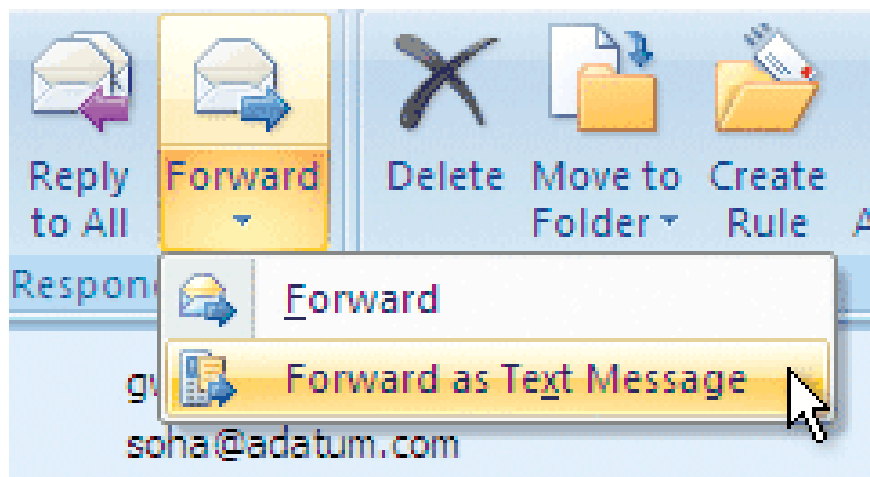 Reply
to All
Forward
Delete
Move to
Folder
Create
Rule
Forward
Forward as Text Message
soha@adatum.com